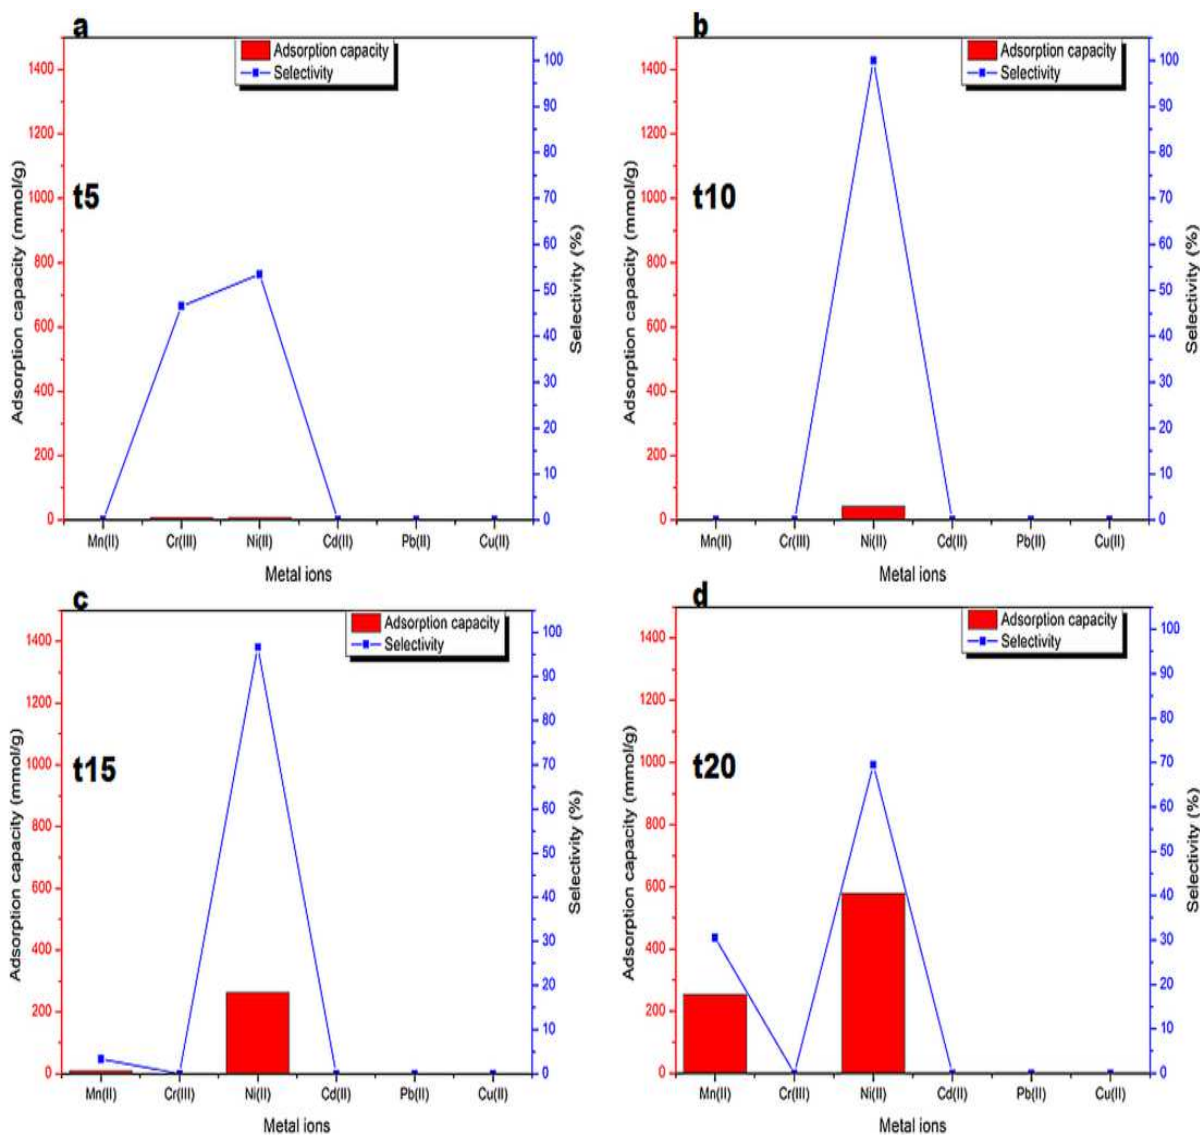 a
Adsorption capacity
Selectivity
t5
Adsorption capacity (mmol/g)
1400
1200
1000
800
600
400
200
0
Selectivity (%)
100
90
80
70
60
50
40
30
20
10
0
Mn(II) Cr(III) Ni(II) Cd(II) Pb(II) Cu(II)
Metal ions
b
Adsorption capacity
Selectivity
t10
Adsorption capacity (mmol/g)
1400
1200
1000
800
600
400
200
0
Selectivity (%)
100
90
80
70
60
50
40
30
20
10
0
Mn(II) Cr(III) Ni(II) Cd(II) Pb(II) Cu(II)
Metal ions
c
Adsorption capacity
Selectivity
t15
Adsorption capacity (mmol/g)
1400
1200
1000
800
600
400
200
0
Selectivity (%)
100
90
80
70
60
50
40
30
20
10
0
Mn(II) Cr(III) Ni(II) Cd(II) Pb(II) Cu(II)
Metal ions
d
Adsorption capacity
Selectivity
t20
Adsorption capacity (mmol/g)
1400
1200
1000
800
600
400
200
0
Selectivity (%)
100
90
80
70
60
50
40
30
20
10
0
Mn(II) Cr(III) Ni(II) Cd(II) Pb(II) Cu(II)
Metal ions